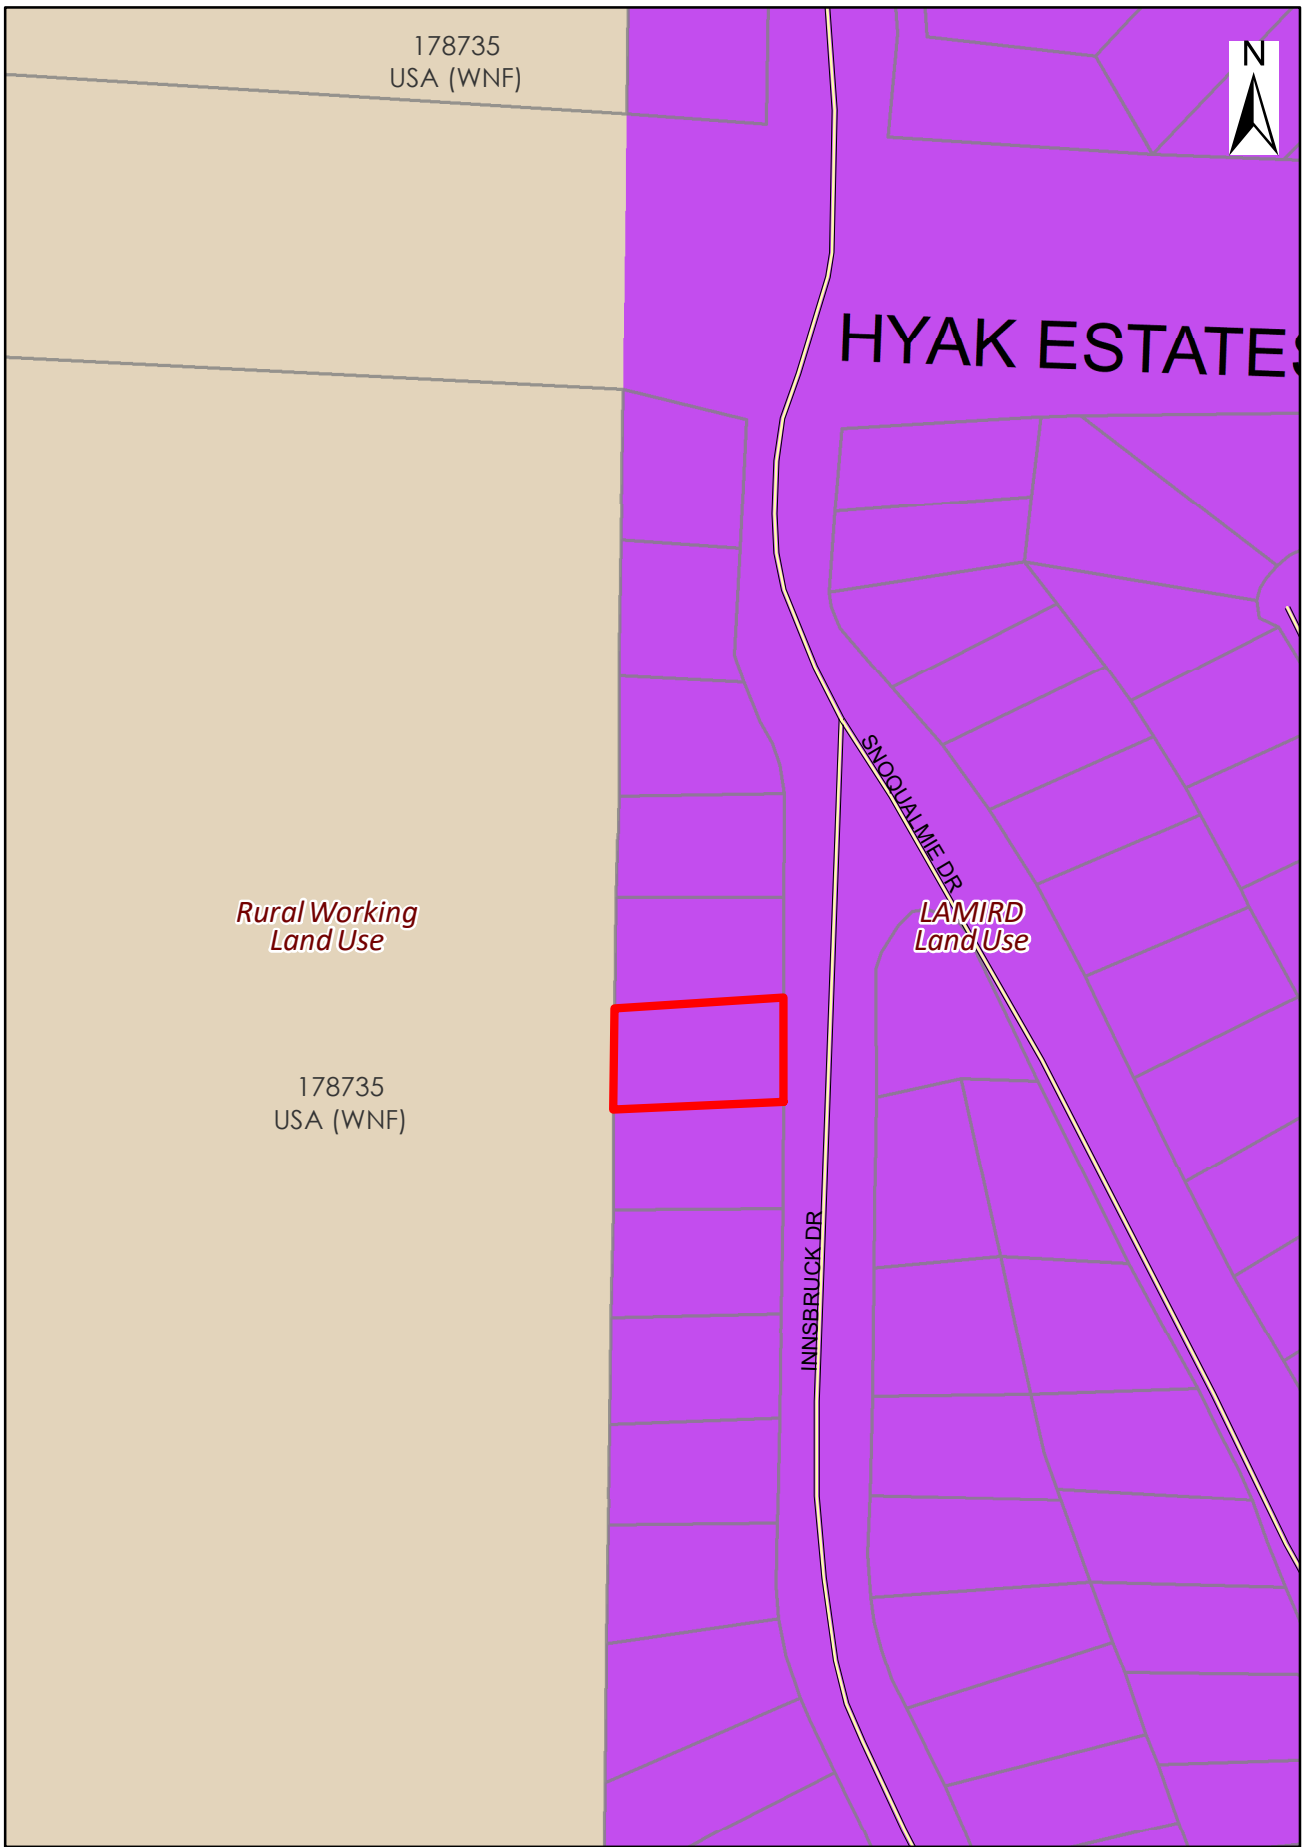 178735
USA (WNF)
N
HYAK ESTATES
SNOQUALMIE DR
Rural Working
Land Use
LAMIRD
Land Use
178735
USA (WNF)
INNSBRUCK DR